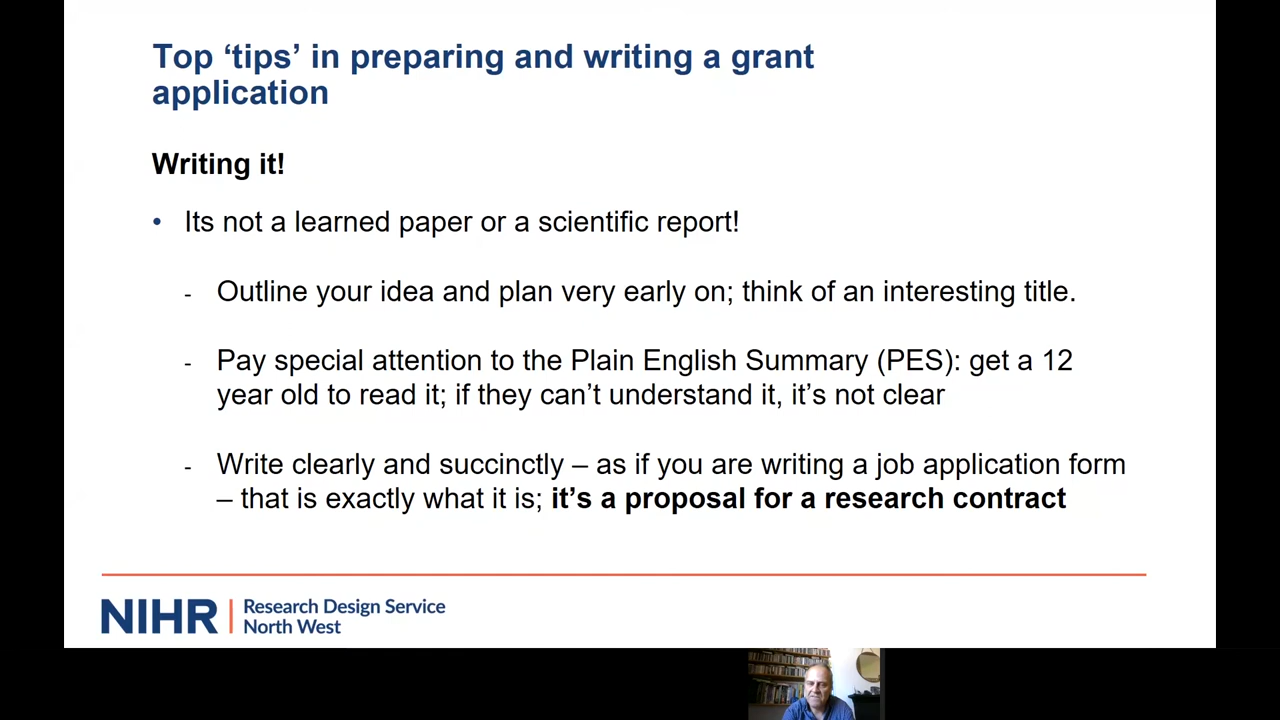 Top ‘tips’ in preparing and writing a grant
application
Writing it!
• Its not a learned paper or a scientific report!
- Outline your idea and plan very early on; think of an interesting title.
- Pay special attention to the Plain English Summary (PES): get a 12
year old to read it; if they can’t understand it, it’s not clear
- Write clearly and succinctly – as if you are writing a job application form
– that is exactly what it is; it’s a proposal for a research contract
NIHR | Research Design Service
North West